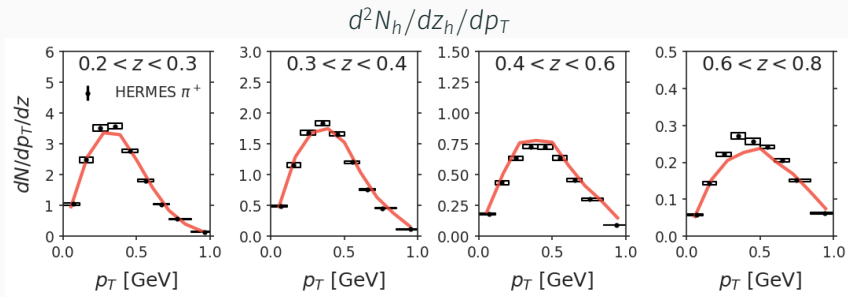 d²N_h/dz_h/dp_T
dN/dp_T/dz
0.2 < z < 0.3
HERMES π⁺
6
5
4
3
2
1
0
0.0 0.5 1.0
p_T [GeV]
0.3 < z < 0.4
3.0
2.5
2.0
1.5
1.0
0.5
0.0
0.0 0.5 1.0
p_T [GeV]
0.4 < z < 0.6
1.50
1.25
1.00
0.75
0.50
0.25
0.00
0.0 0.5 1.0
p_T [GeV]
0.6 < z < 0.8
0.5
0.4
0.3
0.2
0.1
0.0
0.0 0.5 1.0
p_T [GeV]